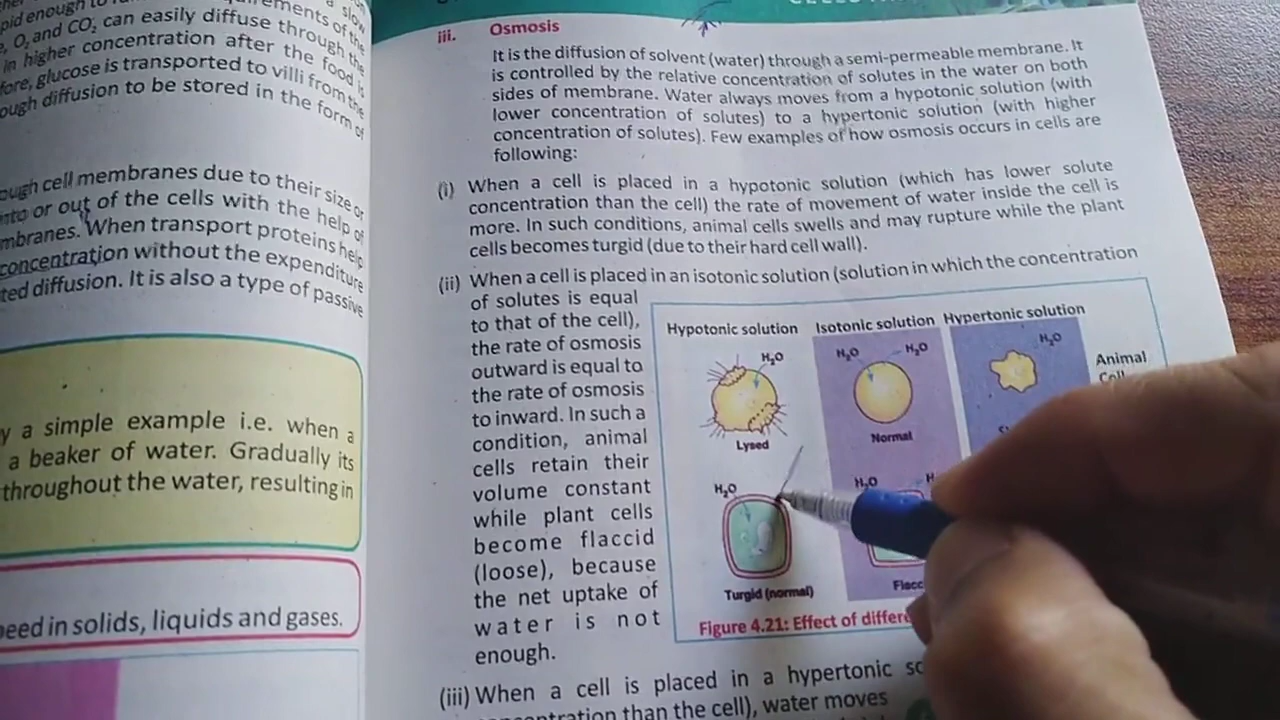 rements of the
a slow
pid enough to
O₂ and CO₂ can easily diffuse through the
in higher concentration after the food is
fore, glucose is transported to villi from the
ough diffusion to be stored in the form of
ough cell membranes due to their size or
into or out of the cells with the help of
mbranes. When transport proteins help
concentration without the expenditure
ted diffusion. It is also a type of passive
y a simple example i.e. when a
a beaker of water. Gradually its
throughout the water, resulting in
peed in solids, liquids and gases.
iii. Osmosis
It is the diffusion of solvent (water) through a semi-permeable membrane. It
is controlled by the relative concentration of solutes in the water on both
sides of membrane. Water always moves from a hypotonic solution (with
lower concentration of solutes) to a hypertonic solution (with higher
concentration of solutes). Few examples of how osmosis occurs in cells are
following:
(i) When a cell is placed in a hypotonic solution (which has lower solute
concentration than the cell) the rate of movement of water inside the cell is
more. In such conditions, animal cells swells and may rupture while the plant
cells becomes turgid (due to their hard cell wall).
(ii) When a cell is placed in an isotonic solution (solution in which the concentration
of solutes is equal
to that of the cell),
the rate of osmosis
outward is equal to
the rate of osmosis
to inward. In such a
condition, animal
cells retain their
volume constant
while plant cells
become flaccid
(loose), because
the net uptake of
water is not
enough.
Hypotonic solution Isotonic solution Hypertonic solution
H₂O H₂O H₂O H₂O
Animal
Cell
Lysed Normal
H₂O H₂O H
Turgid (normal) Flacc
Figure 4.21: Effect of differe
(iii) When a cell is placed in a hypertonic so
centration than the cell), water moves